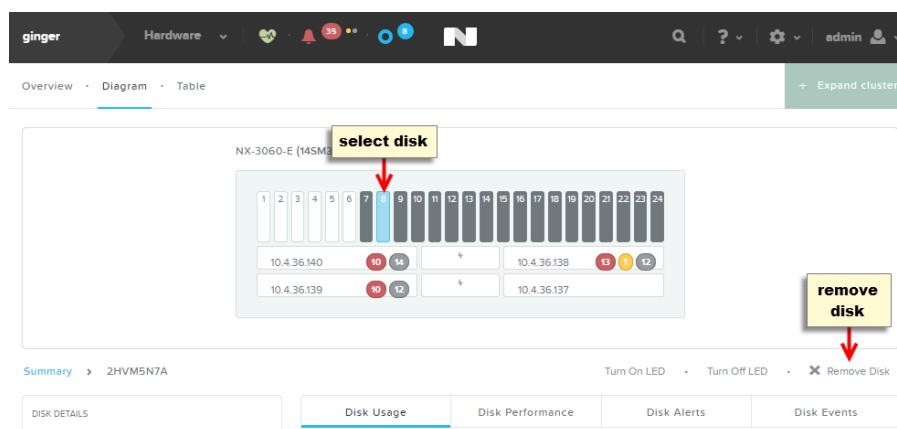 ginger Hardware 35 8 N ? admin
Overview · Diagram · Table + Expand cluster
select disk
NX-3060-E (14SM3
1 2 3 4 5 6 7 8 9 10 11 12 13 14 15 16 17 18 19 20 21 22 23 24
10.4.36.140 10 14 10.4.36.138 13 1 12
10.4.36.139 10 12 10.4.36.137
remove
disk
Summary > 2HVM5N7A Turn On LED · Turn Off LED · Remove Disk
DISK DETAILS Disk Usage Disk Performance Disk Alerts Disk Events